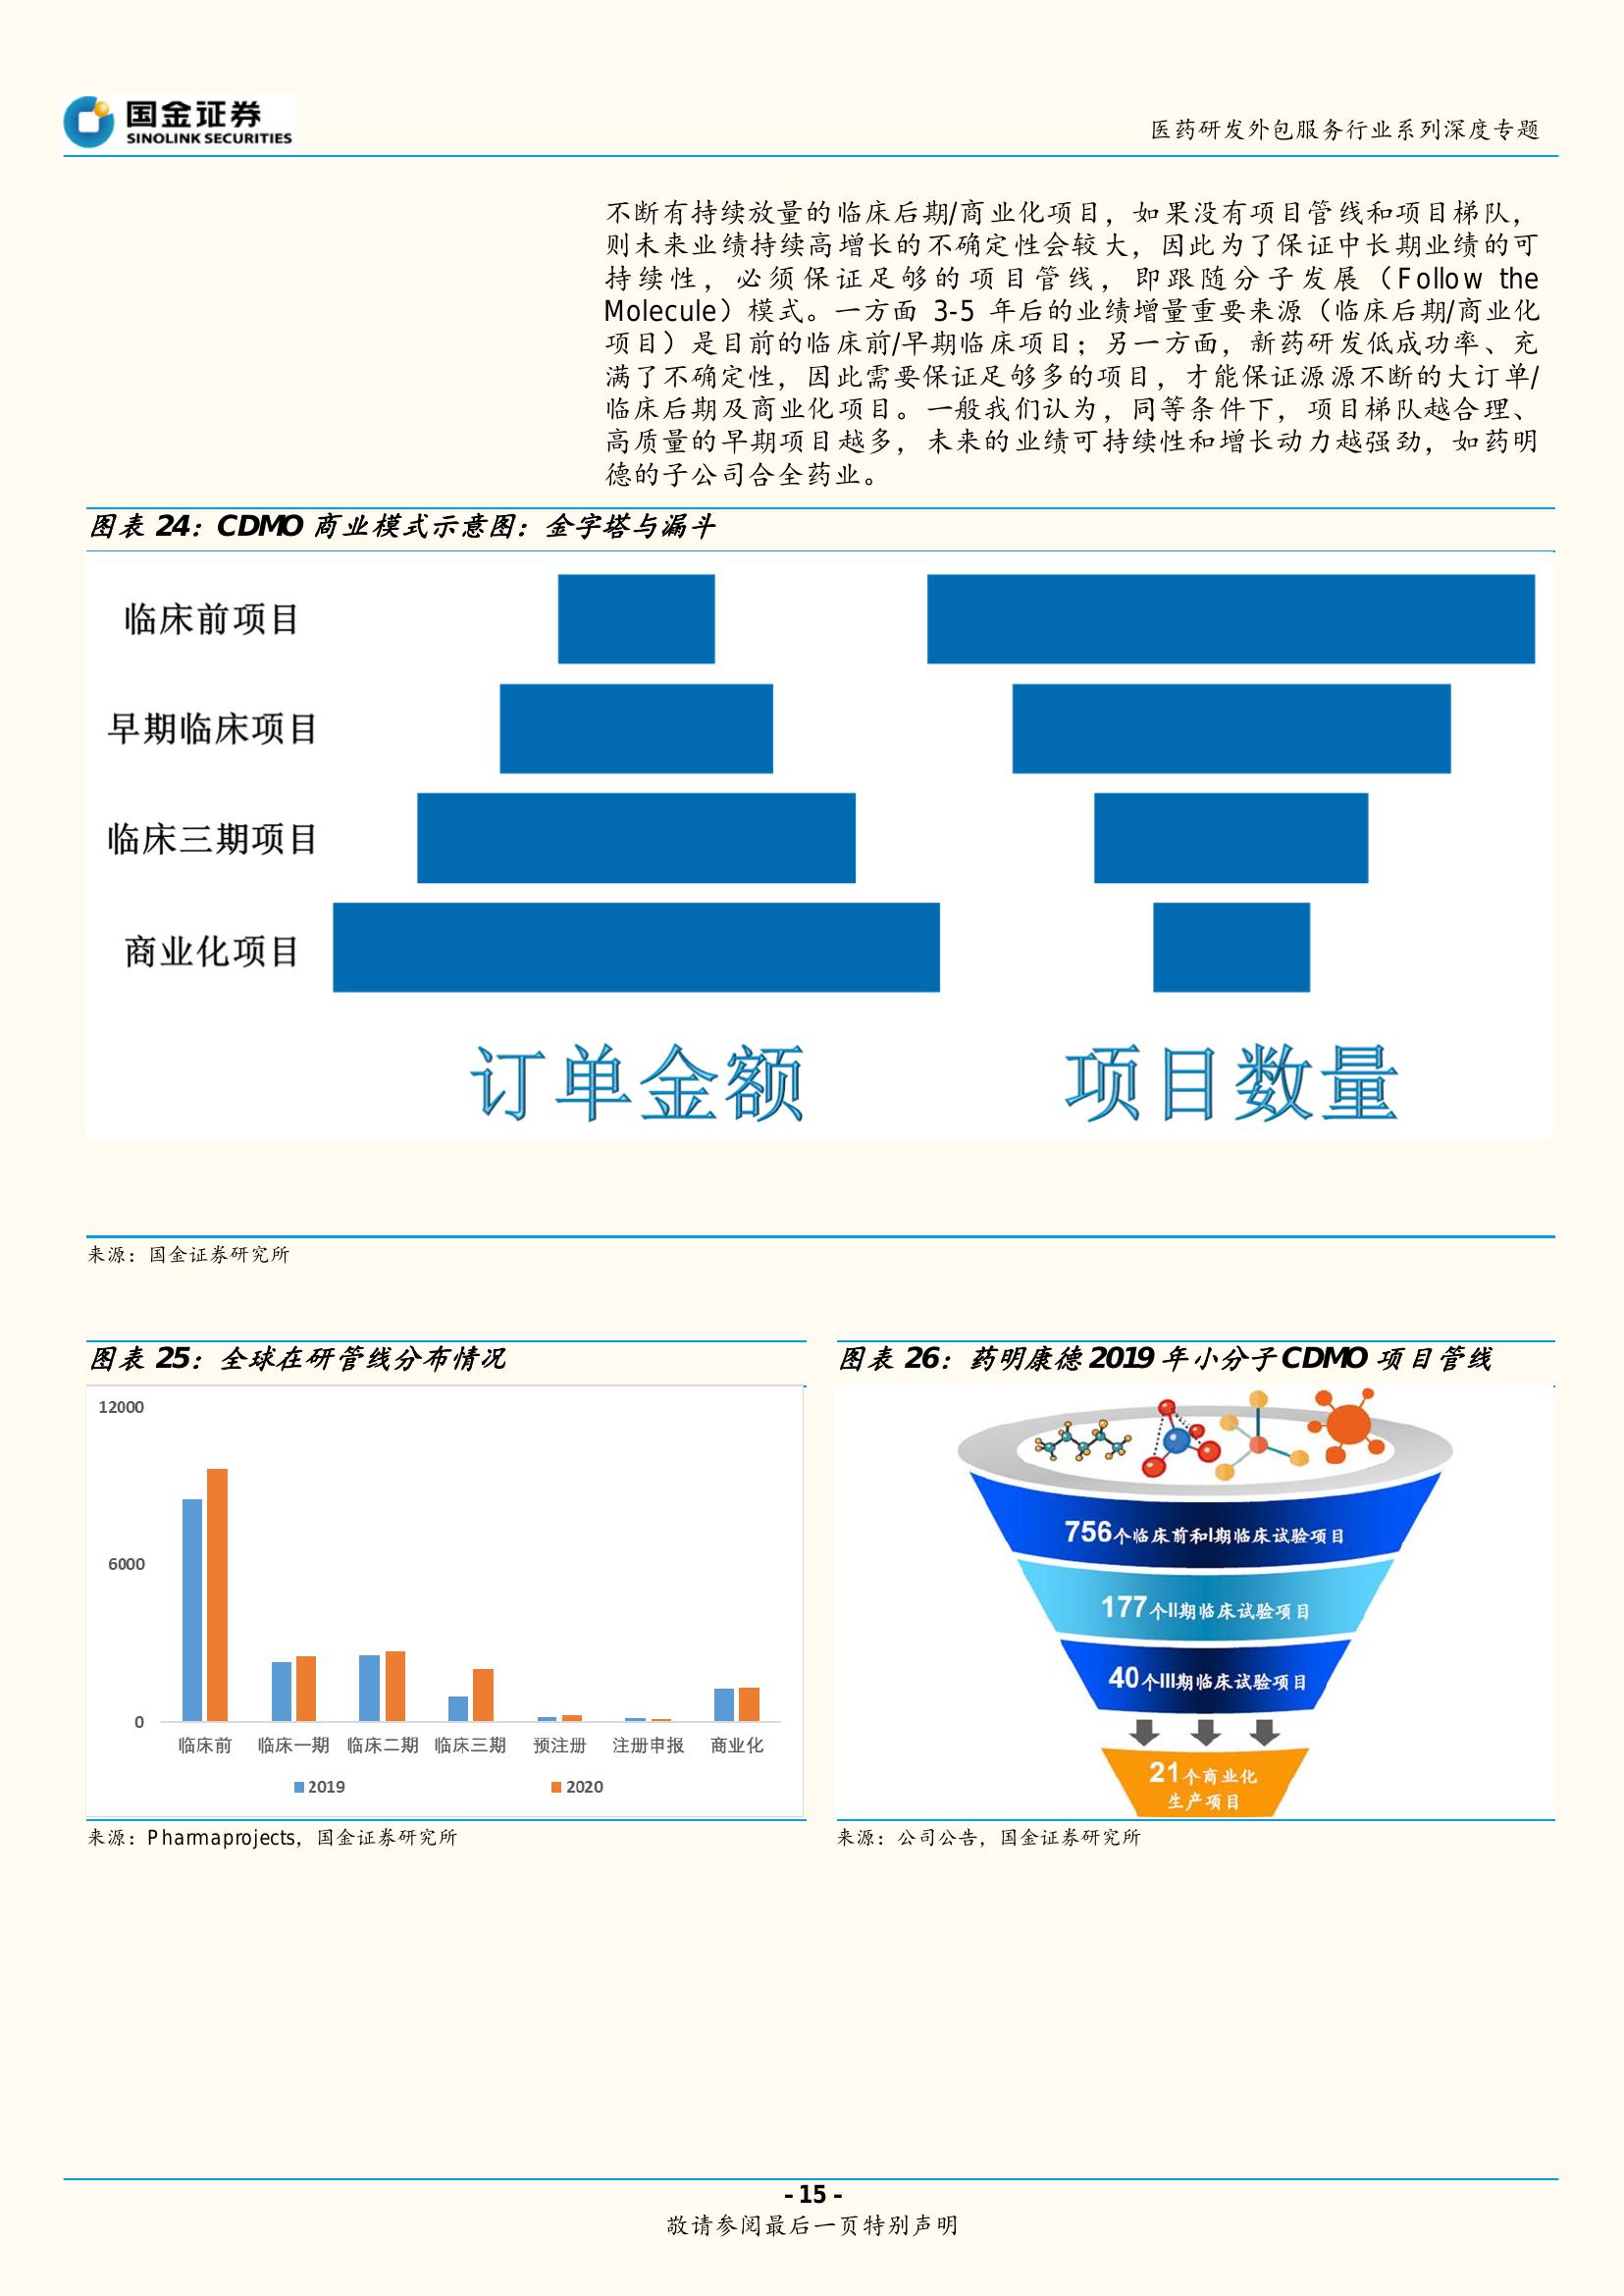 国金证券
SINOLINK SECURITIES
医药研发外包服务行业系列深度专题
不断有持续放量的临床后期/商业化项目，如果没有项目管线和项目梯队，
则未来业绩持续高增长的不确定性会较大，因此为了保证中长期业绩的可
持续性，必须保证足够的项目管线，即跟随分子发展（Follow the
Molecule）模式。一方面 3-5 年后的业绩增量重要来源（临床后期/商业化
项目）是目前的临床前/早期临床项目；另一方面，新药研发低成功率、充
满了不确定性，因此需要保证足够多的项目，才能保证源源不断的大订单/
临床后期及商业化项目。一般我们认为，同等条件下，项目梯队越合理、
高质量的早期项目越多，未来的业绩可持续性和增长动力越强劲，如药明
德的子公司合全药业。
图表 24：CDMO 商业模式示意图：金字塔与漏斗
临床前项目
早期临床项目
临床三期项目
商业化项目
订单金额 项目数量
来源：国金证券研究所
图表 25：全球在研管线分布情况
12000
6000
0
临床前 临床一期 临床二期 临床三期 预注册 注册申报 商业化
2019 2020
来源：Pharmaprojects，国金证券研究所
图表 26：药明康德 2019 年小分子 CDMO 项目管线
756个临床前和I期临床试验项目
177个II期临床试验项目
40个III期临床试验项目
21个商业化
生产项目
来源：公司公告，国金证券研究所
- 15 -
敬请参阅最后一页特别声明